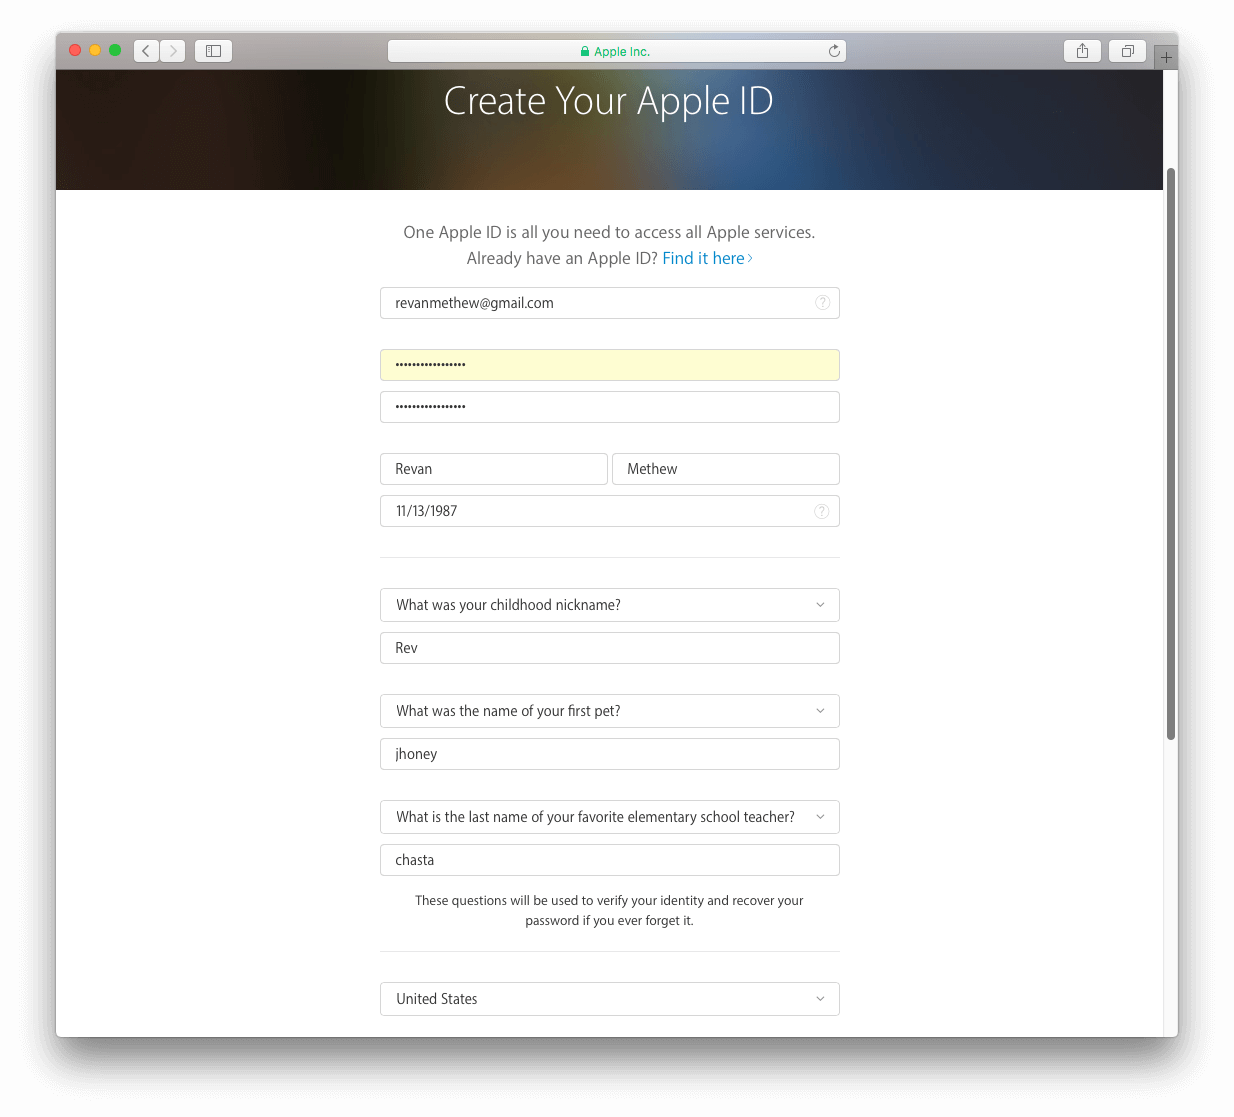 Apple Inc.
Create Your Apple ID
One Apple ID is all you need to access all Apple services.
Already have an Apple ID? Find it here ›
revanmethew@gmail.com
•••••••••••••••••
•••••••••••••••••
Revan Methew
11/13/1987
What was your childhood nickname?
Rev
What was the name of your first pet?
jhoney
What is the last name of your favorite elementary school teacher?
chasta
These questions will be used to verify your identity and recover your
password if you ever forget it.
United States